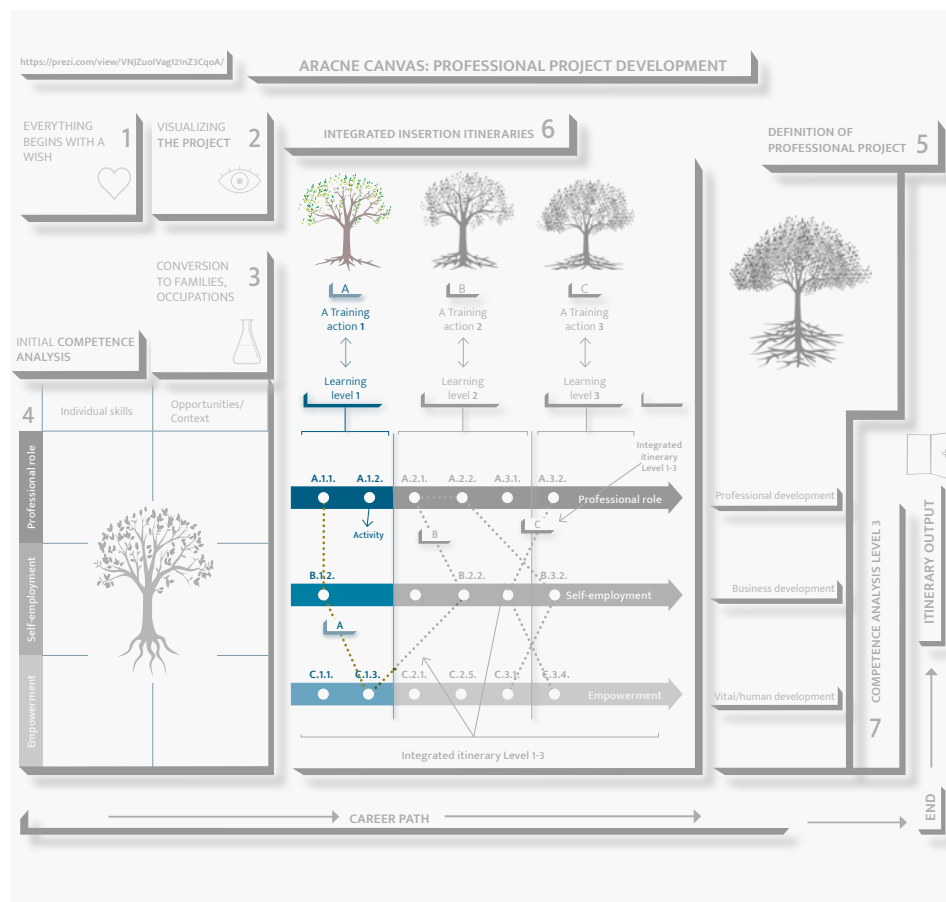 https://prezi.com/view/VNJZuoIVagl21nZ3CqoA/
ARACNE CANVAS: PROFESSIONAL PROJECT DEVELOPMENT
EVERYTHING
BEGINS WITH A
WISH
1
VISUALIZING
THE PROJECT
2
INTEGRATED INSERTION ITINERARIES 6
DEFINITION OF
PROFESSIONAL PROJECT 5
CONVERSION
TO FAMILIES,
OCCUPATIONS
3
INITIAL COMPETENCE
ANALYSIS
4
Individual skills
Opportunities/
Context
Professional role
Self-employment
Empowerment
A
A Training
action 1
Learning
level 1
B
A Training
action 2
Learning
level 2
C
A Training
action 3
Learning
level 3
Integrated
itinerary
Level 1-3
A.1.1. A.1.2. A.2.1. A.2.2. A.3.1. A.3.2.
Professional role
Activity
B
C
B.1.2. B.2.2. B.3.2.
Self-employment
A
C.1.1. C.1.3. C.2.1. C.2.5. C.3.1. C.3.4.
Empowerment
Integrated itinerary Level 1-3
Professional development
Business development
Vital/human development
COMPETENCE ANALYSIS LEVEL 3
7
ITINERARY OUTPUT
END
CAREER PATH